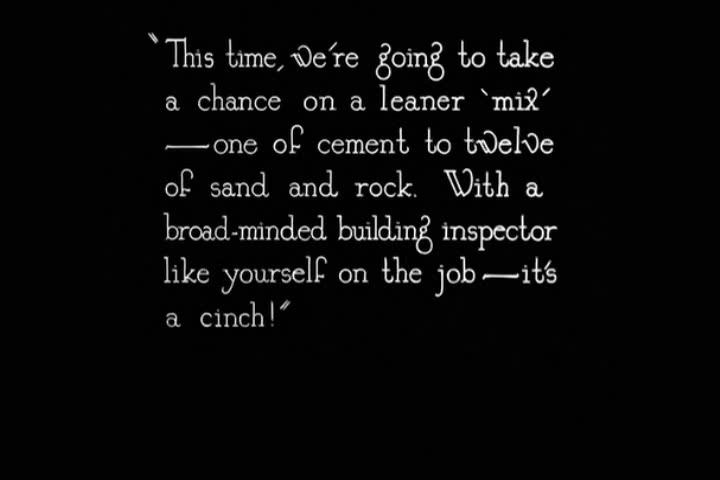 "This time, we're going to take
a chance on a leaner `mix´
—one of cement to twelve
of sand and rock. With a
broad-minded building inspector
like yourself on the job—it's
a cinch!"